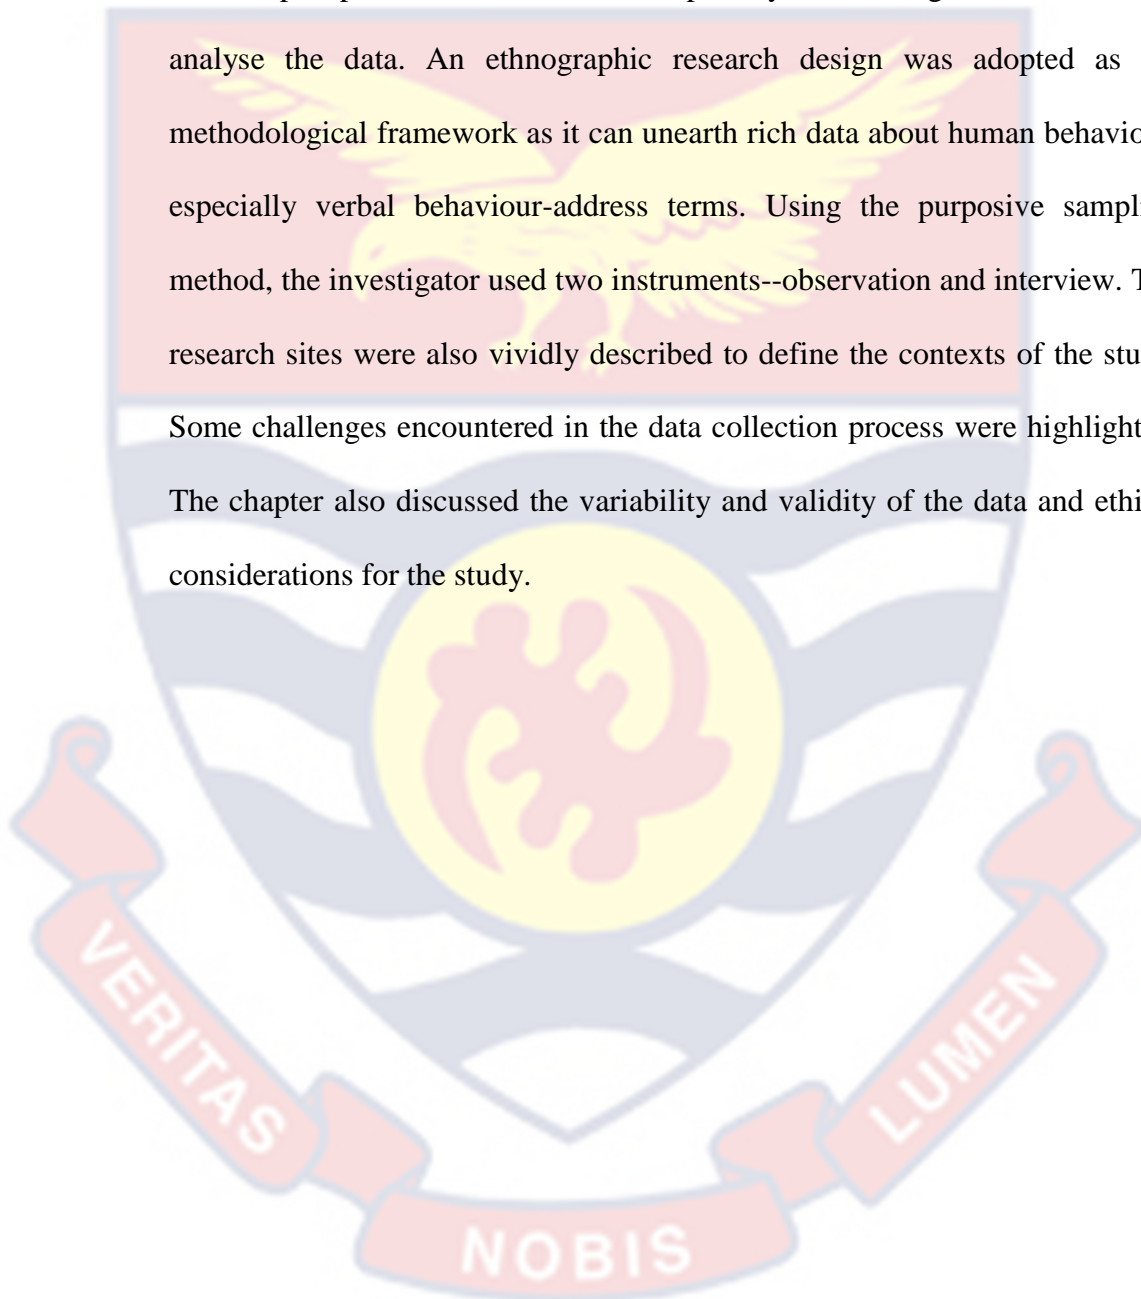 analyse the data. An ethnographic research design was adopted as
methodological framework as it can unearth rich data about human behavio
especially verbal behaviour-address terms. Using the purposive sampl
method, the investigator used two instruments--observation and interview. T
research sites were also vividly described to define the contexts of the stu
Some challenges encountered in the data collection process were highlight
The chapter also discussed the variability and validity of the data and ethi
considerations for the study.
VERITAS
NOBIS
LUMEN